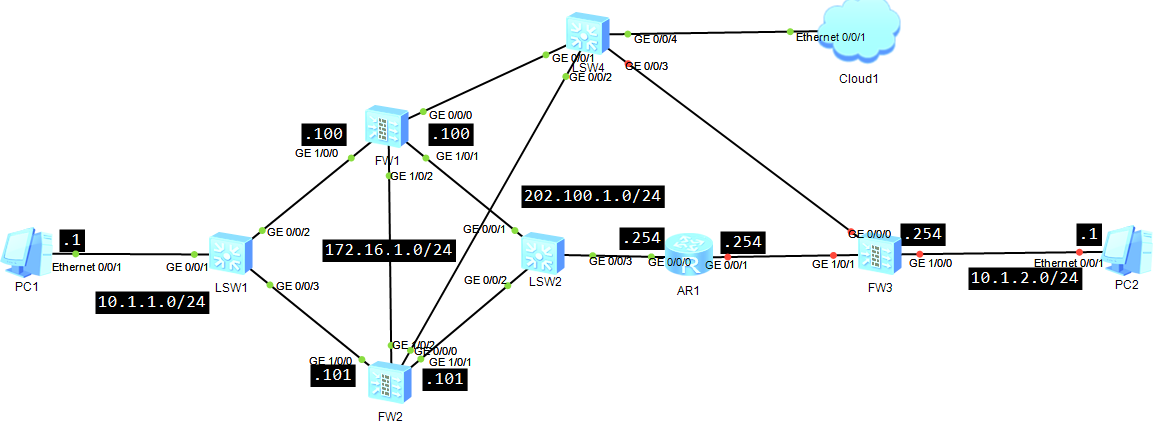 GE 0/0/4
Ethernet 0/0/1
GE 0/0/1
LSW4
GE 0/0/3
GE 0/0/2
Cloud1
GE 0/0/0
.100
.100
GE 1/0/0
GE 1/0/1
FW1
GE 1/0/2
202.100.1.0/24
.1
GE 0/0/2
172.16.1.0/24
GE 0/0/1
.254
.254
GE 0/0/0
.254
.1
Ethernet 0/0/1
GE 0/0/1
GE 0/0/3
GE 0/0/0
GE 0/0/1
GE 1/0/1
GE 1/0/0
Ethernet 0/0/1
PC1
LSW1
GE 0/0/3
GE 0/0/2
LSW2
AR1
FW3
10.1.2.0/24
PC2
10.1.1.0/24
GE 1/0/2
GE 0/0/0
GE 1/0/0
GE 1/0/1
.101
.101
FW2